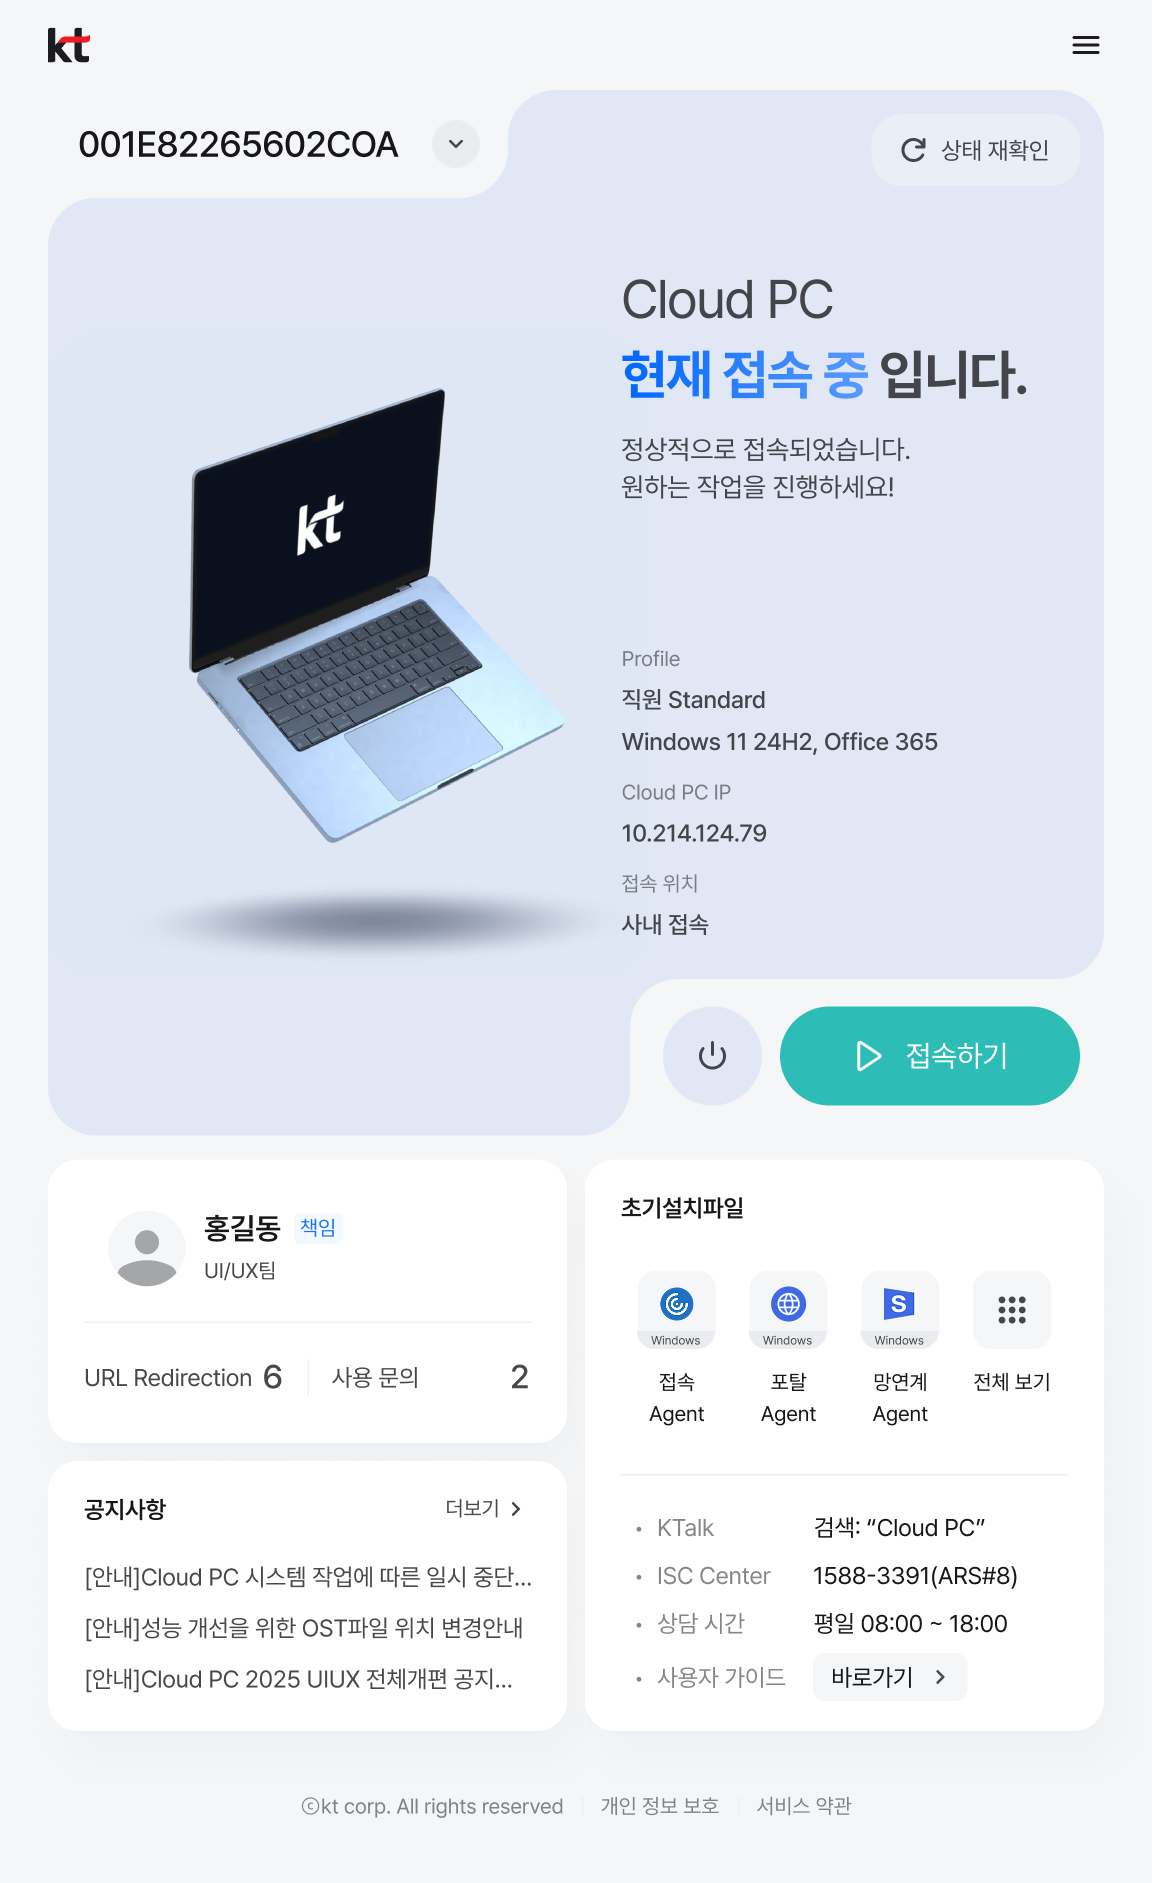 kt
001E82265602COA
상태 재확인
Cloud PC
현재 접속 중 입니다.
정상적으로 접속되었습니다.
원하는 작업을 진행하세요!
kt
Profile
직원 Standard
Windows 11 24H2, Office 365
Cloud PC IP
10.214.124.79
접속 위치
사내 접속
접속하기
홍길동 책임
UI/UX팀
URL Redirection 6 사용 문의 2
공지사항 더보기
[안내]Cloud PC 시스템 작업에 따른 일시 중단...
[안내]성능 개선을 위한 OST파일 위치 변경안내
[안내]Cloud PC 2025 UIUX 전체개편 공지...
초기설치파일
Windows
접속
Agent
Windows
포탈
Agent
S
Windows
망연계
Agent
전체 보기
• KTalk 검색: “Cloud PC”
• ISC Center 1588-3391(ARS#8)
• 상담 시간 평일 08:00 ~ 18:00
• 사용자 가이드 바로가기
ⓒkt corp. All rights reserved 개인 정보 보호 서비스 약관